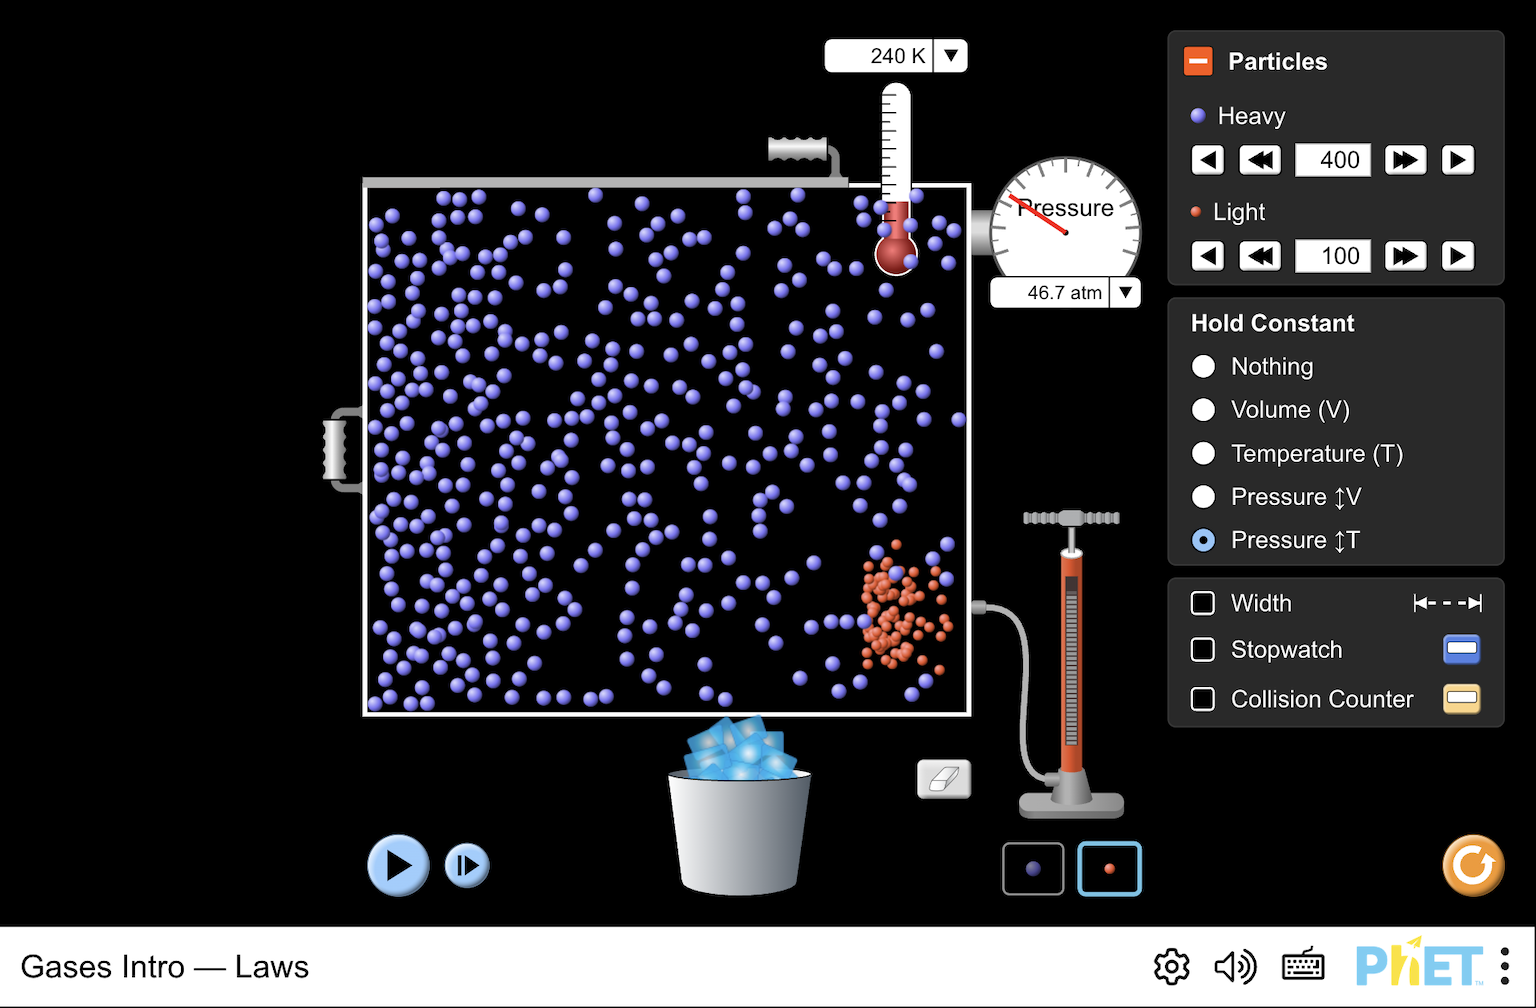 240 K
Pressure
46.7 atm
Particles
Heavy
400
Light
100
Hold Constant
Nothing
Volume (V)
Temperature (T)
Pressure ↕V
Pressure ↕T
Width
Stopwatch
Collision Counter
Gases Intro — Laws
PhET™